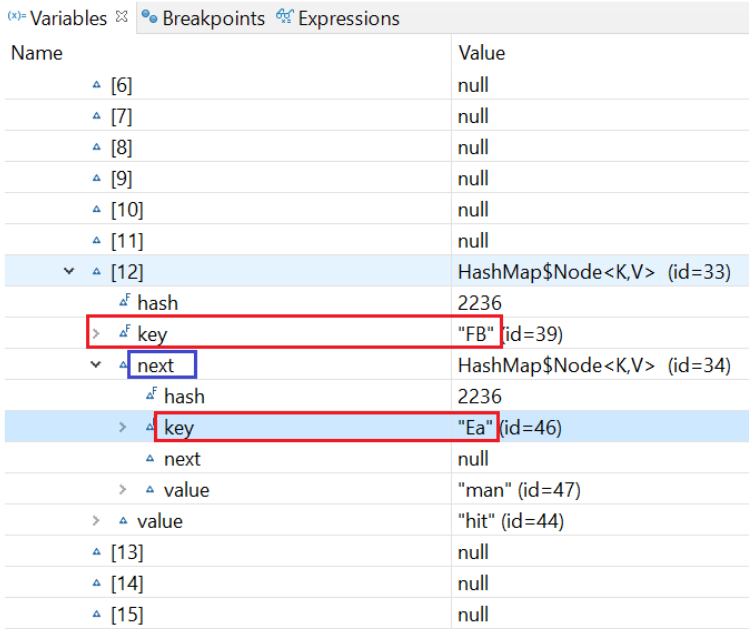 (x)= Variables Breakpoints Expressions
Name Value
[6] null
[7] null
[8] null
[9] null
[10] null
[11] null
[12] HashMap$Node<K,V> (id=33)
F hash 2236
F key "FB" (id=39)
next HashMap$Node<K,V> (id=34)
F hash 2236
key "Ea" (id=46)
next null
value "man" (id=47)
value "hit" (id=44)
[13] null
[14] null
[15] null